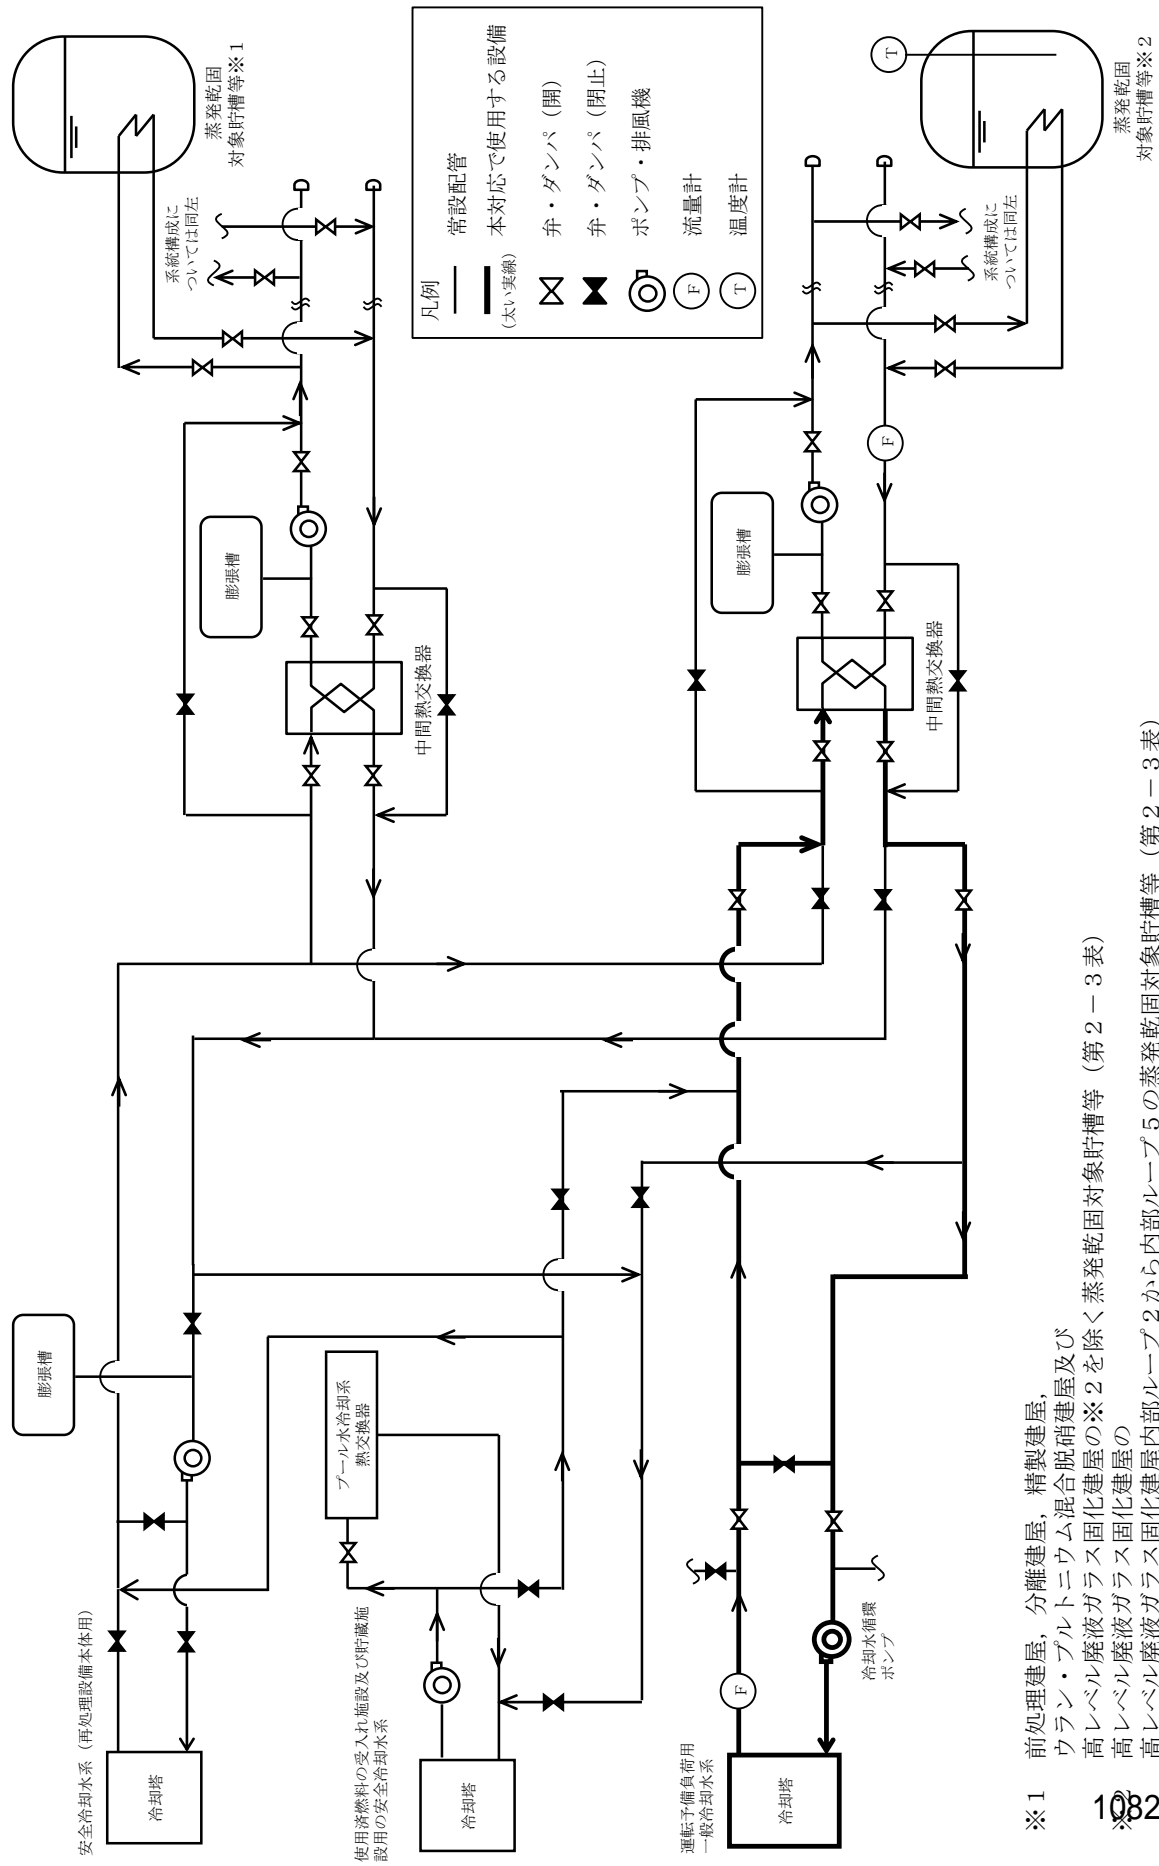 安全冷却水系（再処理設備本体用）
冷却塔
膨張槽
使用済燃料の受入れ施設及び貯蔵施
設用の安全冷却水系
冷却塔
プール水冷却系
熱交換器
運転予備負荷用
一般冷却水系
冷却塔
F
冷却水循環
ポンプ
膨張槽
中間熱交換器
系統構成に
ついては同左
蒸発乾固
対象貯槽等※１
膨張槽
中間熱交換器
F
系統構成に
ついては同左
T
蒸発乾固
対象貯槽等※２
凡例
常設配管
本対応で使用する設備
(太い実線)
弁・ダンパ（開）
弁・ダンパ（閉止）
ポンプ・排風機
F
流量計
T
温度計
※１　前処理建屋，分離建屋，精製建屋，
ウラン・プルトニウム混合脱硝建屋及び
高レベル廃液ガラス固化建屋の※２を除く蒸発乾固対象貯槽等（第２－３表）
※２　高レベル廃液ガラス固化建屋の
高レベル廃液ガラス固化建屋内部ループ２から内部ループ５の蒸発乾固対象貯槽等（第２－３表）
1082